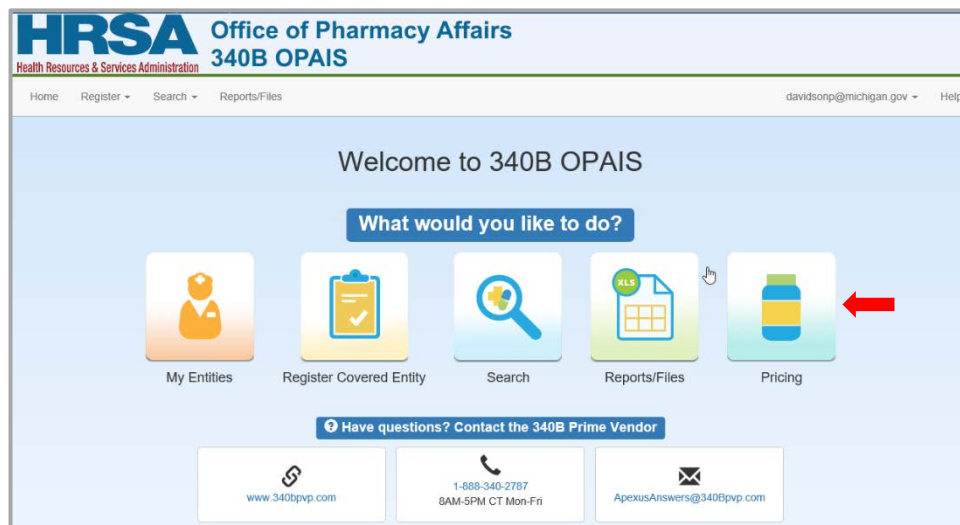 HRSA
Health Resources & Services Administration
Office of Pharmacy Affairs
340B OPAIS
Home Register Search Reports/Files davidsonp@michigan.gov Help
Welcome to 340B OPAIS
What would you like to do?
XLS
My Entities Register Covered Entity Search Reports/Files Pricing
? Have questions? Contact the 340B Prime Vendor
www.340bpvp.com
1-888-340-2787
8AM-5PM CT Mon-Fri
ApexusAnswers@340Bpvp.com